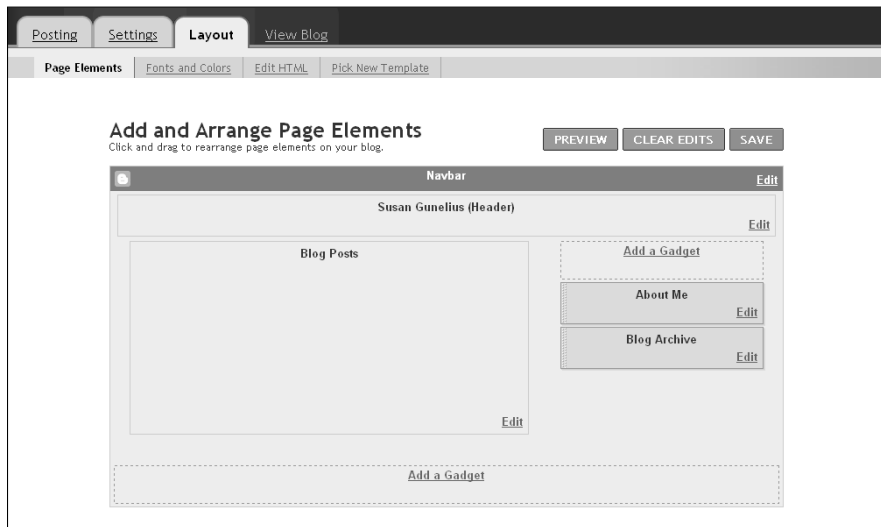 Posting Settings Layout View Blog
Page Elements Fonts and Colors Edit HTML Pick New Template
Add and Arrange Page Elements
Click and drag to rearrange page elements on your blog.
PREVIEW CLEAR EDITS SAVE
Navbar
Edit
Susan Gunelius (Header)
Edit
Blog Posts
Edit
Add a Gadget
About Me
Edit
Blog Archive
Edit
Add a Gadget